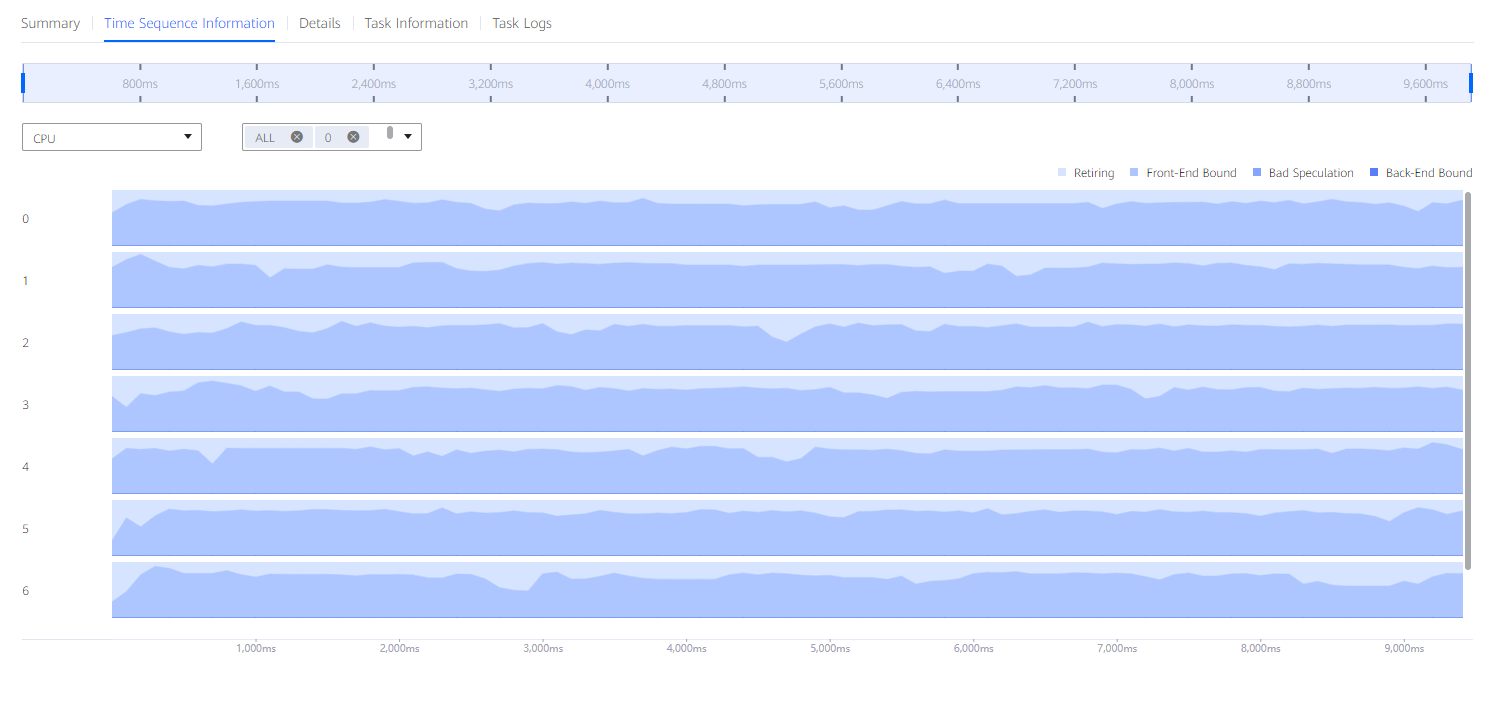 Summary Time Sequence Information Details Task Information Task Logs
800ms 1,600ms 2,400ms 3,200ms 4,000ms 4,800ms 5,600ms 6,400ms 7,200ms 8,000ms 8,800ms 9,600ms
CPU ALL 0
Retiring Front-End Bound Bad Speculation Back-End Bound
0
1
2
3
4
5
6
1,000ms 2,000ms 3,000ms 4,000ms 5,000ms 6,000ms 7,000ms 8,000ms 9,000ms